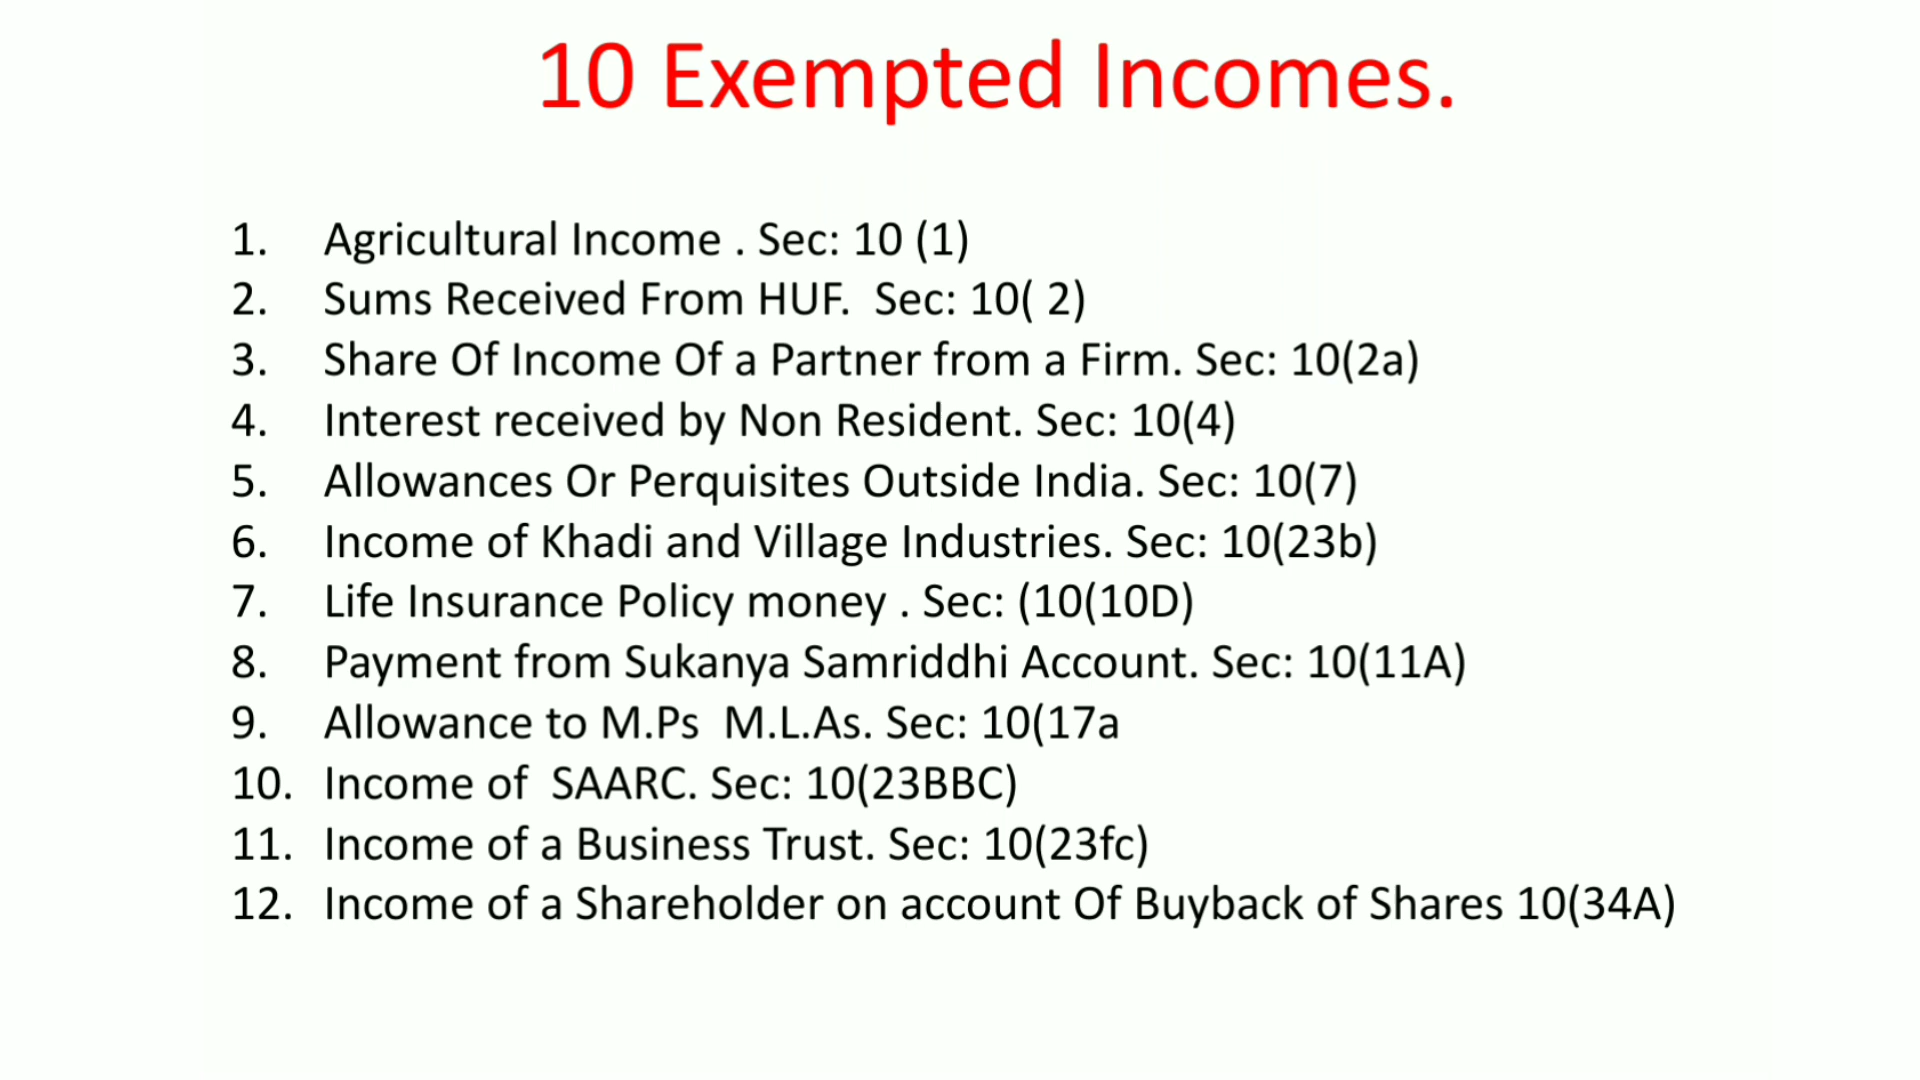 10 Exempted Incomes.
1. Agricultural Income . Sec: 10 (1)
2. Sums Received From HUF. Sec: 10( 2)
3. Share Of Income Of a Partner from a Firm. Sec: 10(2a)
4. Interest received by Non Resident. Sec: 10(4)
5. Allowances Or Perquisites Outside India. Sec: 10(7)
6. Income of Khadi and Village Industries. Sec: 10(23b)
7. Life Insurance Policy money . Sec: (10(10D)
8. Payment from Sukanya Samriddhi Account. Sec: 10(11A)
9. Allowance to M.Ps M.L.As. Sec: 10(17a
10. Income of SAARC. Sec: 10(23BBC)
11. Income of a Business Trust. Sec: 10(23fc)
12. Income of a Shareholder on account Of Buyback of Shares 10(34A)